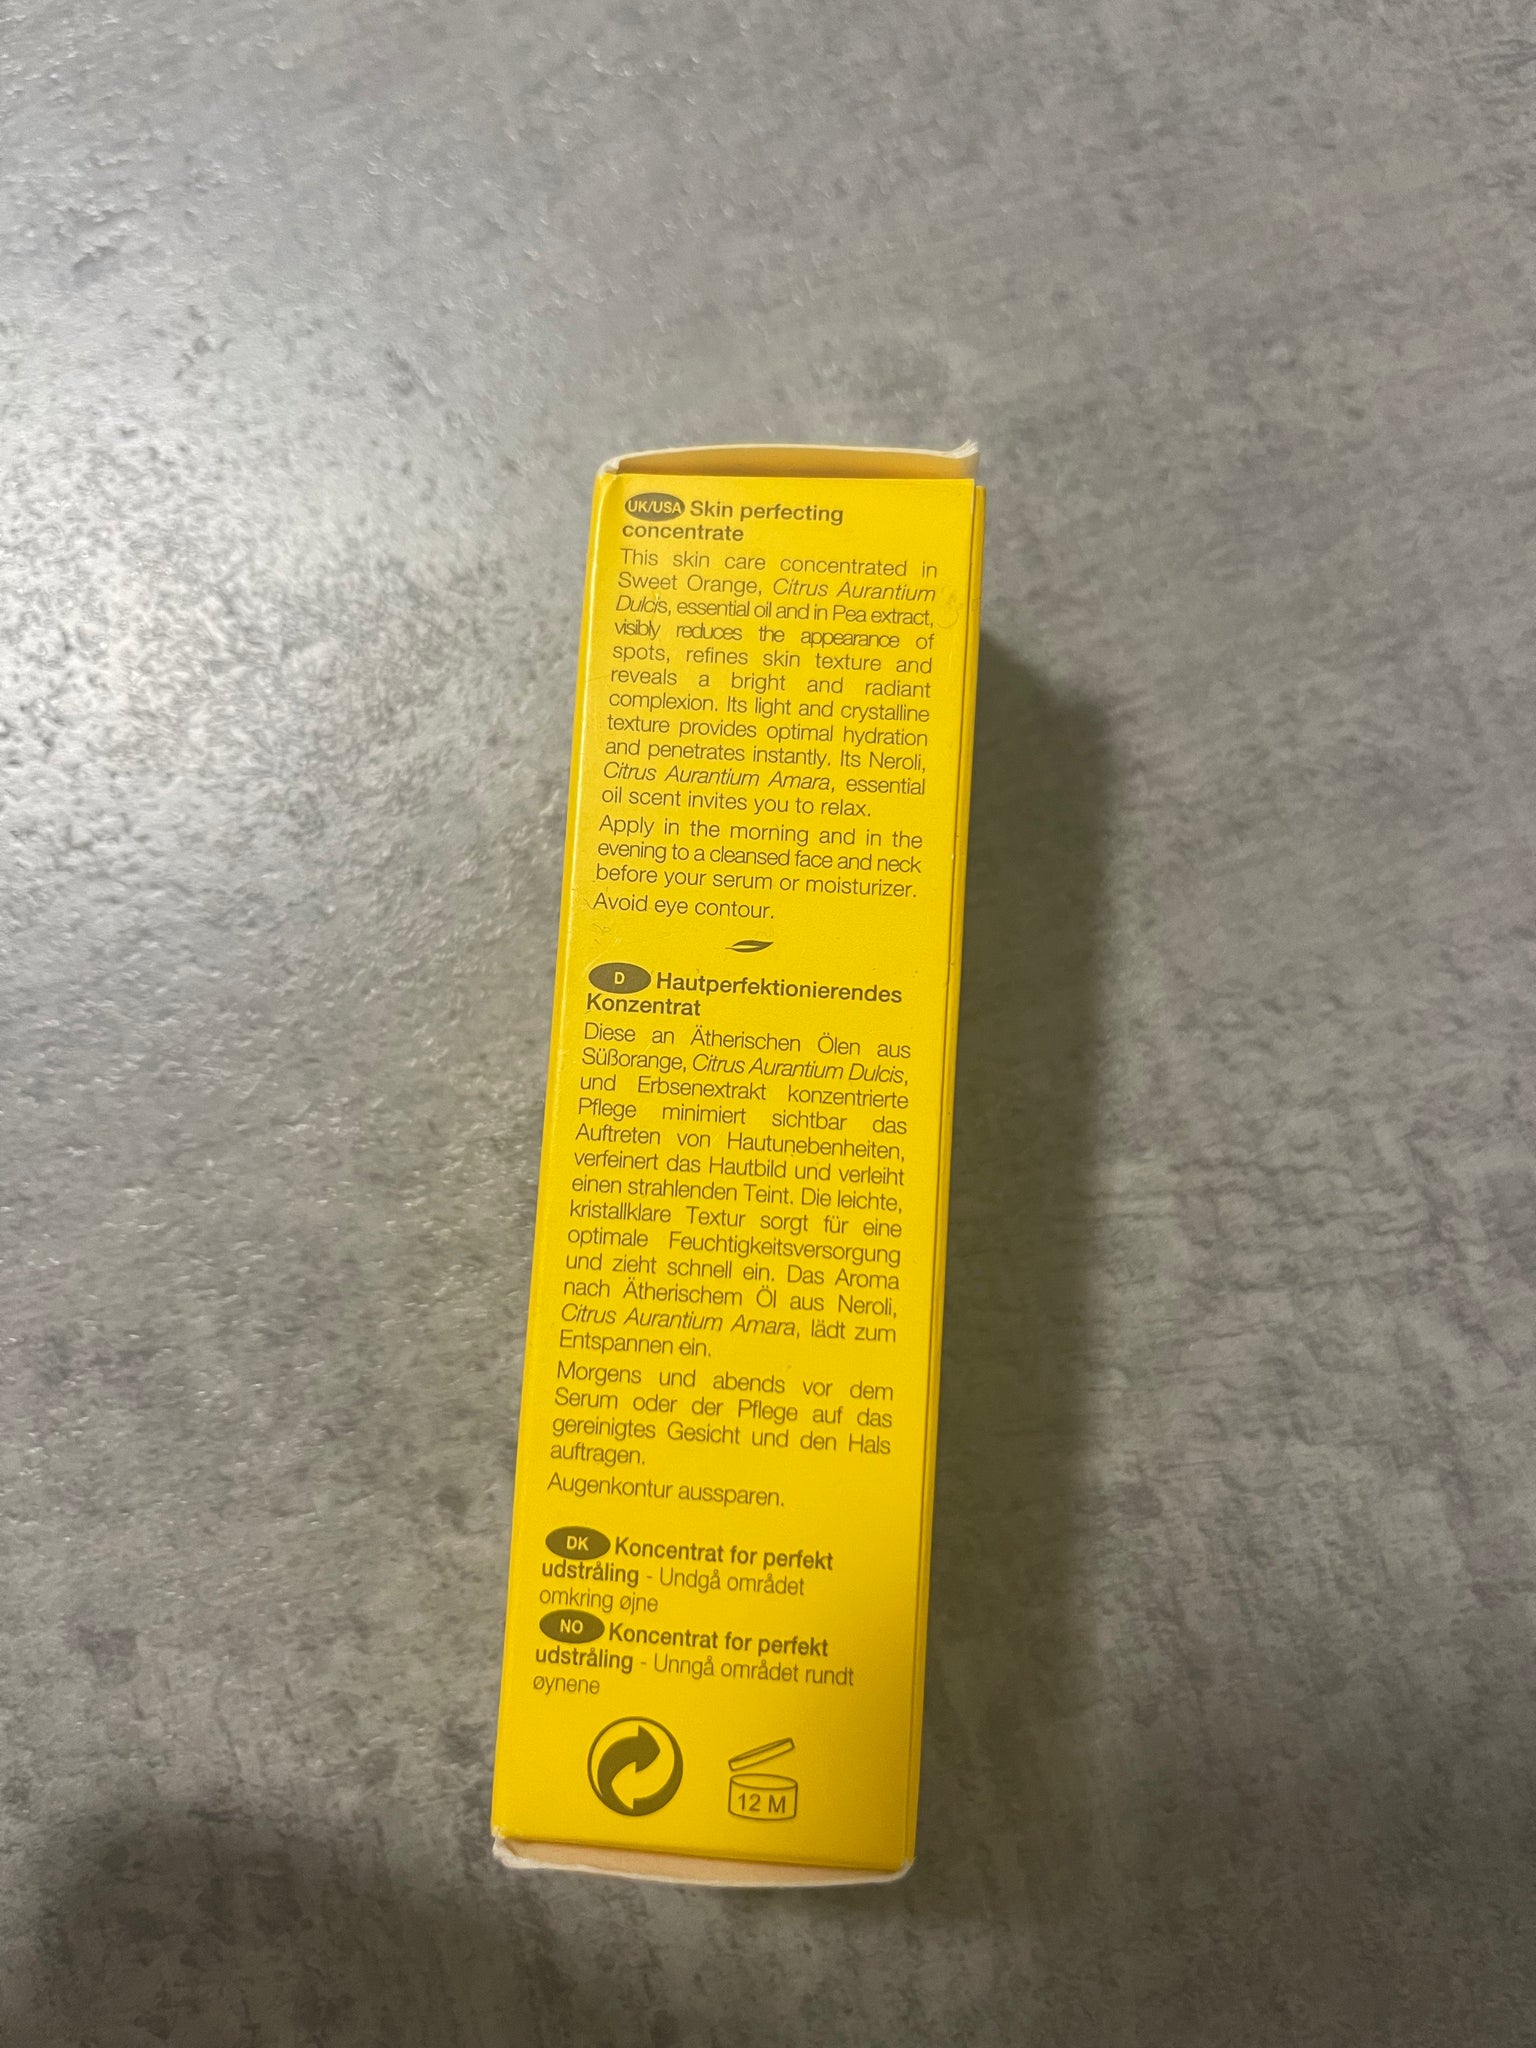 UK/USA Skin perfecting
concentrate
This skin care concentrated in
Sweet Orange, Citrus Aurantium
Dulcis, essential oil and in Pea extract,
visibly reduces the appearance of
spots, refines skin texture and
reveals a bright and radiant
complexion. Its light and crystalline
texture provides optimal hydration
and penetrates instantly. Its Neroli,
Citrus Aurantium Amara, essential
oil scent invites you to relax.
Apply in the morning and in the
evening to a cleansed face and neck
before your serum or moisturizer.
Avoid eye contour.
D Hautperfektionierendes
Konzentrat
Diese an Ätherischen Ölen aus
Süßorange, Citrus Aurantium Dulcis,
und Erbsenextrakt konzentrierte
Pflege minimiert sichtbar das
Auftreten von Hautunebenheiten,
verfeinert das Hautbild und verleiht
einen strahlenden Teint. Die leichte,
kristallklare Textur sorgt für eine
optimale Feuchtigkeitsversorgung
und zieht schnell ein. Das Aroma
nach Ätherischem Öl aus Neroli,
Citrus Aurantium Amara, lädt zum
Entspannen ein.
Morgens und abends vor dem
Serum oder der Pflege auf das
gereinigtes Gesicht und den Hals
auftragen.
Augenkontur aussparen.
DK Koncentrat for perfekt
udstråling - Undgå området
omkring øjne
NO Koncentrat for perfekt
udstråling - Unngå området rundt
øynene
12 M